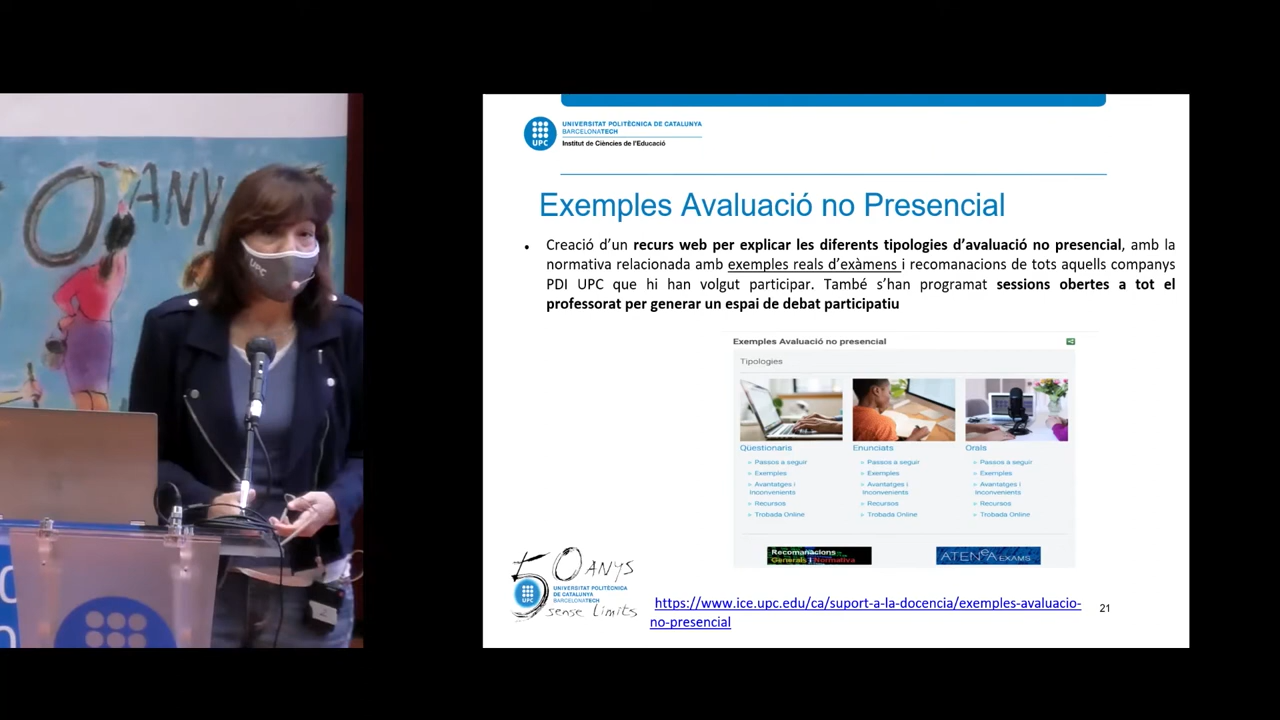 O ANY
UPC
UPC
UNIVERSITAT POLITÈCNICA DE CATALUNYA
BARCELONATECH
Institut de Ciències de l'Educació
UPC
Exemples Avaluació no Presencial
• Creació d'un recurs web per explicar les diferents tipologies d'avaluació no presencial, amb la
normativa relacionada amb exemples reals d'exàmens i recomanacions de tots aquells companys
PDI UPC que hi han volgut participar. També s'han programat sessions obertes a tot el
professorat per generar un espai de debat participatiu
Exemples Avaluació no presencial
Tipologies
Qüestionaris
Passos a seguir
Exemples
Avantatges i
Inconvenients
Recursos
Trobada Online
Enunciats
Passos a seguir
Exemples
Avantatges i
Inconvenients
Recursos
Trobada Online
Orals
Passos a seguir
Exemples
Avantatges i
Inconvenients
Recursos
Trobada Online
Recomanacions
Generals i Normativa
ATENEA EXAMS
50 ANYS
UNIVERSITAT POLITÈCNICA
DE CATALUNYA
BARCELONATECH
UPC
sense límits
https://www.ice.upc.edu/ca/suport-a-la-docencia/exemples-avaluacio-
no-presencial
21